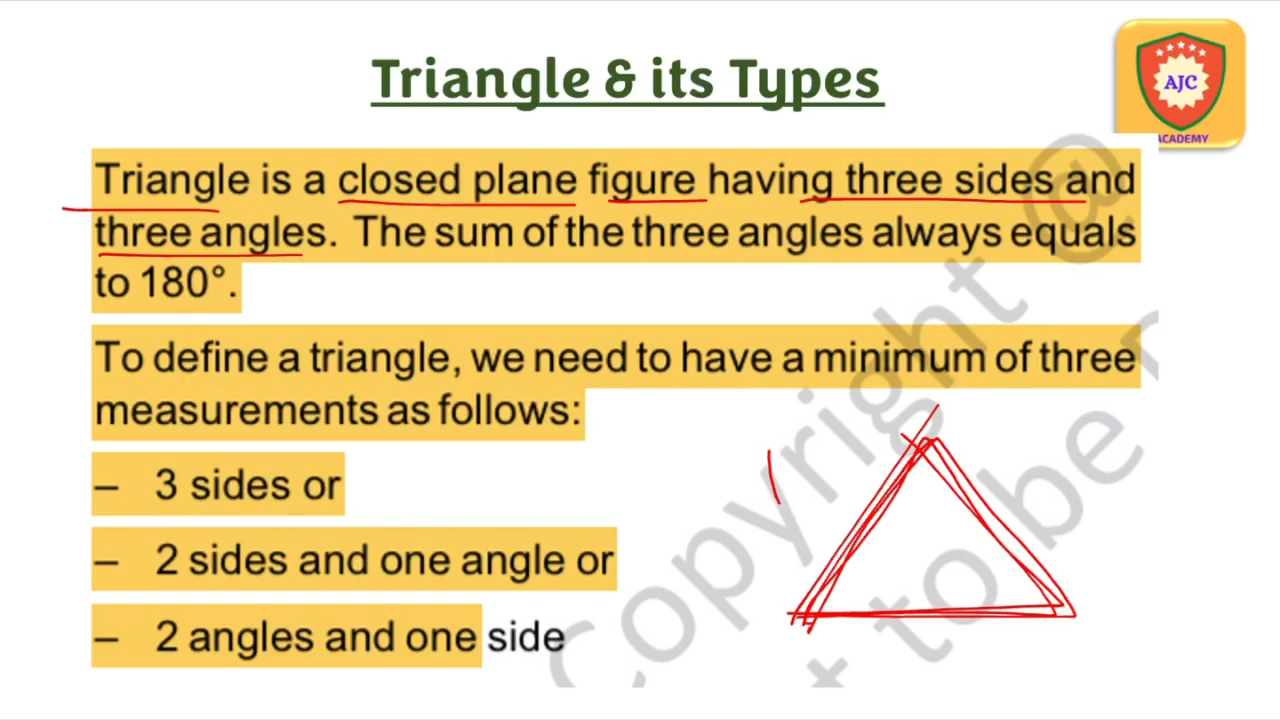 Triangle & its Types
AJC
ACADEMY
Triangle is a closed plane figure having three sides and
three angles. The sum of the three angles always equals
to 180°.
To define a triangle, we need to have a minimum of three
measurements as follows:
– 3 sides or
– 2 sides and one angle or
– 2 angles and one side
Copyright @
to be